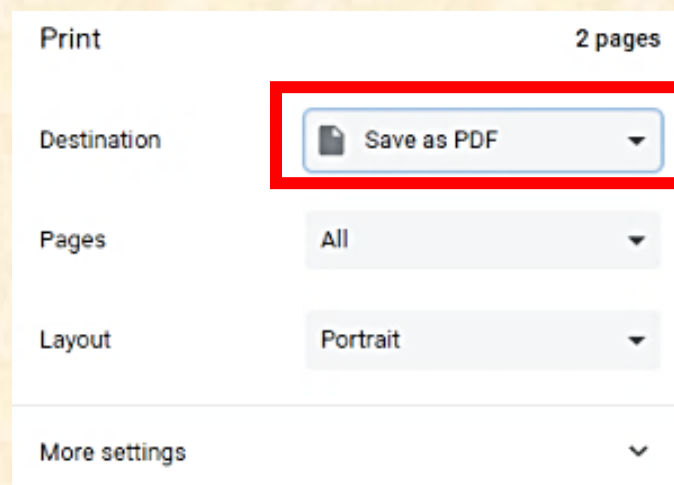 Print 2 pages
Destination Save as PDF
Pages All
Layout Portrait
More settings